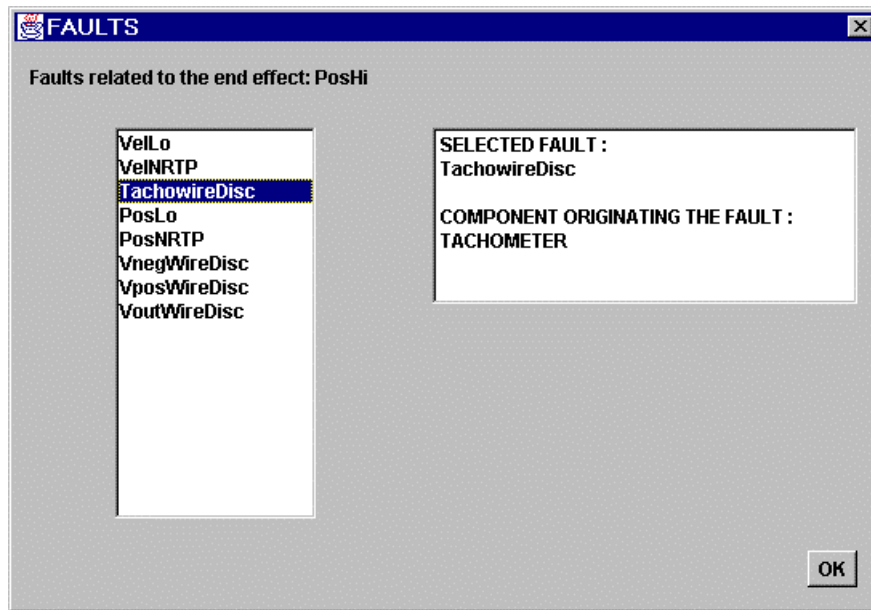 FAULTS
Faults related to the end effect: PosHi
VelLo
VelNRTP
TachowireDisc
PosLo
PosNRTP
VnegWireDisc
VposWireDisc
VoutWireDisc
SELECTED FAULT :
TachowireDisc
COMPONENT ORIGINATING THE FAULT :
TACHOMETER
OK